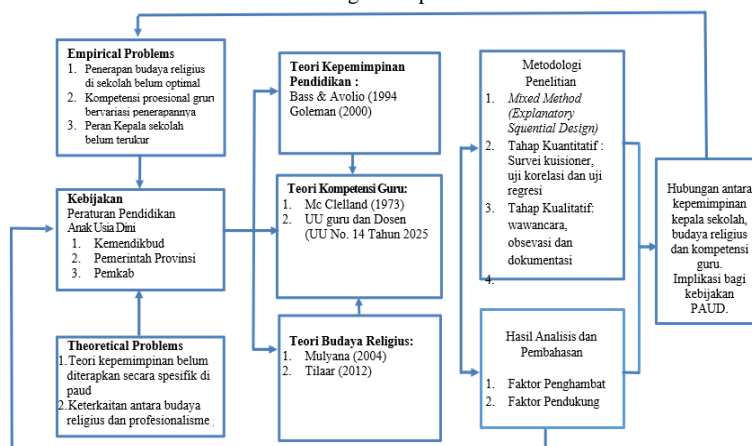 Empirical Problems
1. Penerapan budaya religius
di sekolah belum optimal
2. Kompetensi proesional gruru
bervariasi penerapannya
3. Peran Kepala sekolah
belum terukur
Kebijakan
Peraturan Pendidikan
Anak Usia Dini
1. Kemendikbud
2. Pemerintah Provinsi
3. Pemkab
Theoretical Problems
1.Teori kepemimpinan belum
diterapkan secara spesifik di
paud
2.Keterkaitan antara budaya
religius dan profesionalisme
Teori Kepemimpinan
Pendidikan :
Bass & Avolio (1994
Goleman (2000)
Teori Kompetensi Guru:
1. Mc Clelland (1973)
2. UU guru dan Dosen
(UU No. 14 Tahun 2025
Teori Budaya Religius:
1. Mulyana (2004)
2. Tilaar (2012)
Metodologi
Penelitian
1. Mixed Method
(Explanatory
Squential Design)
2. Tahap Kuantitatif :
Survei kuisioner,
uji korelasi dan uji
regresi
3. Tahap Kualitatif:
wawancara,
obsevasi dan
dokumentasi
4.
Hasil Analisis dan
Pembahasan
1. Faktor Penghambat
2. Faktor Pendukung
Hubungan antara
kepemimpinan
kepala sekolah,
budaya religius
dan kompetensi
guru.
Implikasi bagi
kebijakan
PAUD.